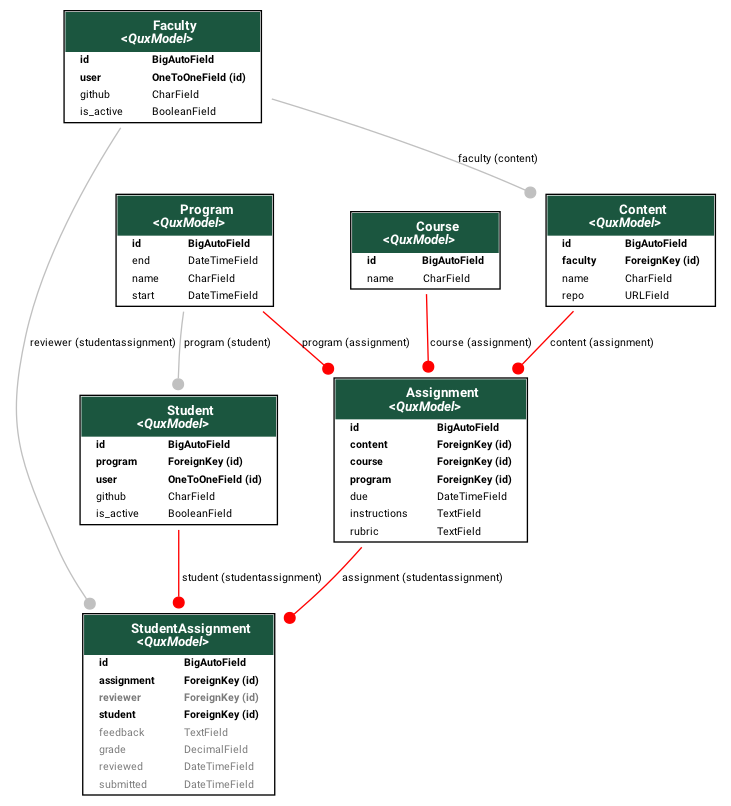 Faculty
<QuxModel>
id BigAutoField
user OneToOneField (id)
github CharField
is_active BooleanField
faculty (content)
Program
<QuxModel>
id BigAutoField
end DateTimeField
name CharField
start DateTimeField
Course
<QuxModel>
id BigAutoField
name CharField
Content
<QuxModel>
id BigAutoField
faculty ForeignKey (id)
name CharField
repo URLField
reviewer (studentassignment)
program (student)
program (assignment)
course (assignment)
content (assignment)
Student
<QuxModel>
id BigAutoField
program ForeignKey (id)
user OneToOneField (id)
github CharField
is_active BooleanField
Assignment
<QuxModel>
id BigAutoField
content ForeignKey (id)
course ForeignKey (id)
program ForeignKey (id)
due DateTimeField
instructions TextField
rubric TextField
student (studentassignment)
assignment (studentassignment)
StudentAssignment
<QuxModel>
id BigAutoField
assignment ForeignKey (id)
reviewer ForeignKey (id)
student ForeignKey (id)
feedback TextField
grade DecimalField
reviewed DateTimeField
submitted DateTimeField